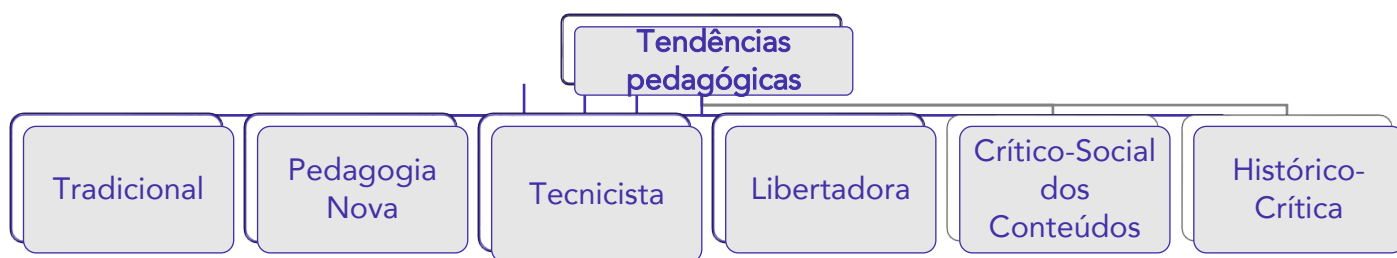 Tendências
pedagógicas
Tradicional
Pedagogia
Nova
Tecnicista
Libertadora
Crítico-Social
dos
Conteúdos
Histórico-
Crítica